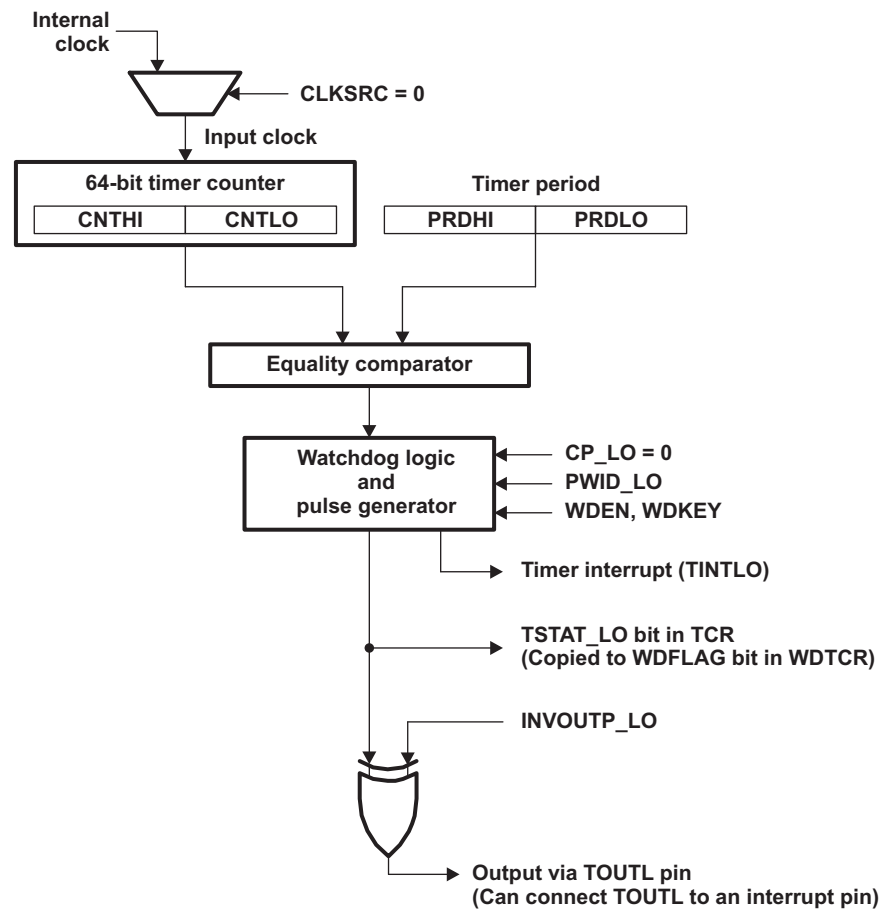 Internal
clock
CLKSRC = 0
Input clock
64-bit timer counter
CNTHI CNTLO
Timer period
PRDHI PRDLO
Equality comparator
Watchdog logic
and
pulse generator
CP_LO = 0
PWID_LO
WDEN, WDKEY
Timer interrupt (TINTLO)
TSTAT_LO bit in TCR
(Copied to WDFLAG bit in WDTCR)
INVOUTP_LO
Output via TOUTL pin
(Can connect TOUTL to an interrupt pin)